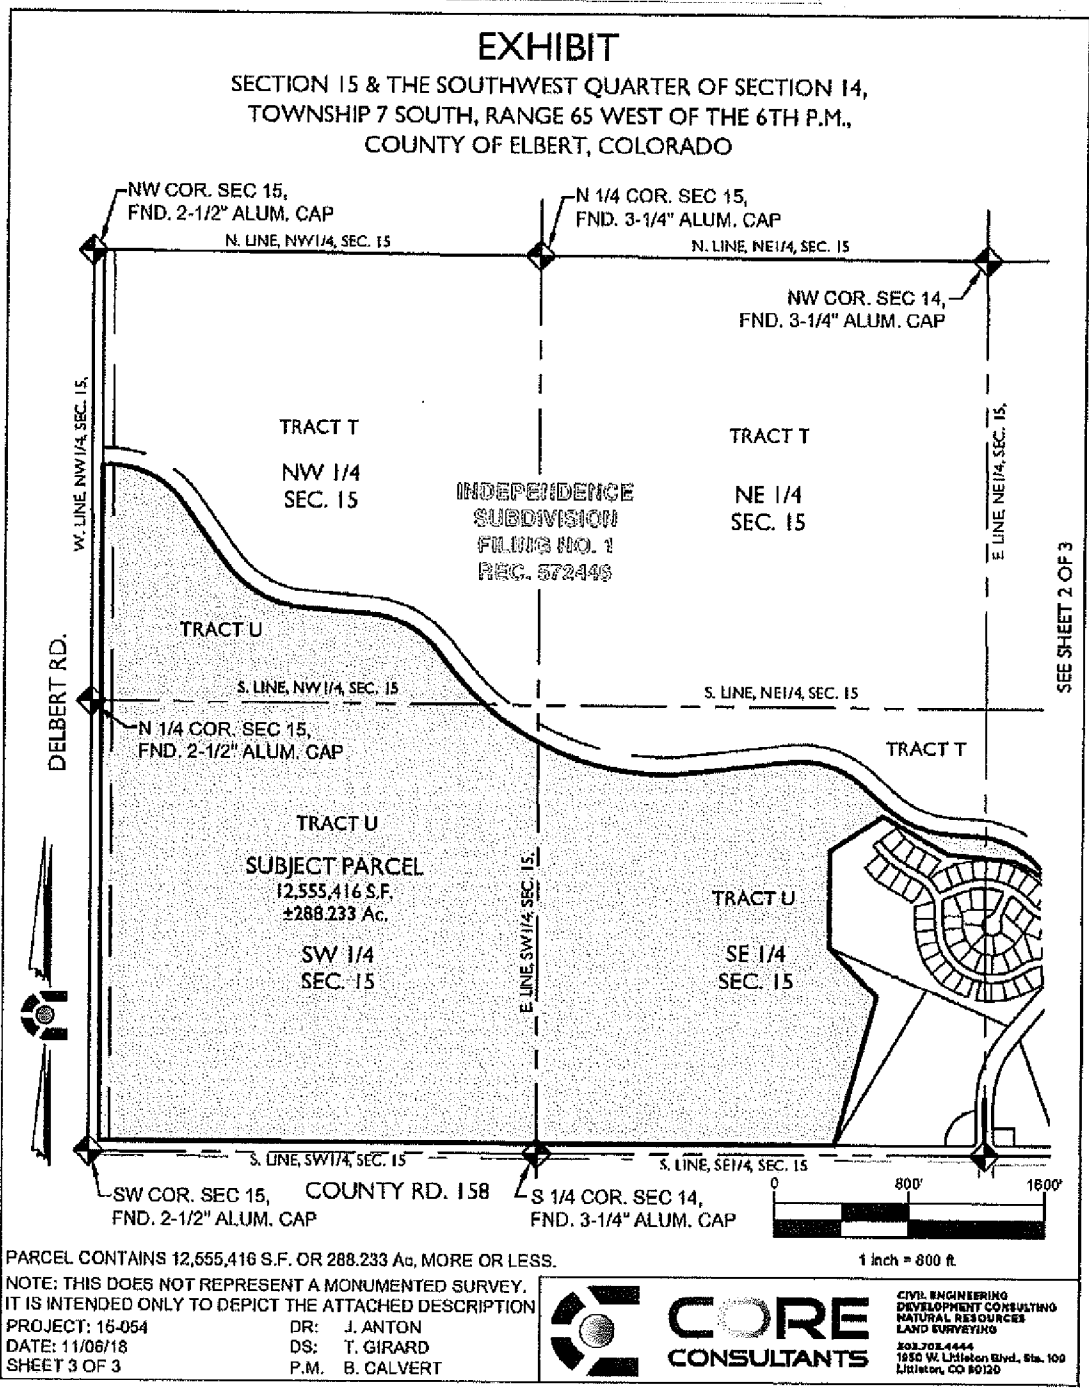 EXHIBIT
SECTION 15 & THE SOUTHWEST QUARTER OF SECTION 14,
TOWNSHIP 7 SOUTH, RANGE 65 WEST OF THE 6TH P.M.,
COUNTY OF ELBERT, COLORADO
NW COR. SEC 15,
FND. 2-1/2" ALUM. CAP
N 1/4 COR. SEC 15,
FND. 3-1/4" ALUM. CAP
N. LINE, NW1/4, SEC. 15
N. LINE, NE1/4, SEC. 15
NW COR. SEC 14,
FND. 3-1/4" ALUM. CAP
W. LINE, NW1/4, SEC. 15,
TRACT T
NW 1/4
SEC. 15
TRACT T
NE 1/4
SEC. 15
E. LINE, NE1/4, SEC. 15,
INDEPENDENCE
SUBDIVISION
FILING NO. 1
REC. 572446
SEE SHEET 2 OF 3
TRACT U
DELBERT RD.
S. LINE, NW1/4, SEC. 15
S. LINE, NE1/4, SEC. 15
N 1/4 COR. SEC 15,
FND. 2-1/2" ALUM. CAP
TRACT T
TRACT U
SUBJECT PARCEL
12,555,416 S.F.
±288.233 Ac.
SW 1/4
SEC. 15
E. LINE, SW1/4, SEC. 15,
TRACT U
SE 1/4
SEC. 15
S. LINE, SW1/4, SEC. 15
S. LINE, SE1/4, SEC. 15
SW COR. SEC 15,
FND. 2-1/2" ALUM. CAP
COUNTY RD. 158
S 1/4 COR. SEC 14,
FND. 3-1/4" ALUM. CAP
0 800' 1600'
1 inch = 800 ft.
PARCEL CONTAINS 12,555,416 S.F. OR 288.233 Ac, MORE OR LESS.
NOTE: THIS DOES NOT REPRESENT A MONUMENTED SURVEY.
IT IS INTENDED ONLY TO DEPICT THE ATTACHED DESCRIPTION
PROJECT: 15-054 DR: J. ANTON
DATE: 11/06/18 DS: T. GIRARD
SHEET 3 OF 3 P.M. B. CALVERT
CORE
CONSULTANTS
CIVIL ENGINEERING
DEVELOPMENT CONSULTING
NATURAL RESOURCES
LAND SURVEYING
303.703.4444
1950 W. Littleton Blvd., Ste. 109
Littleton, CO 80120